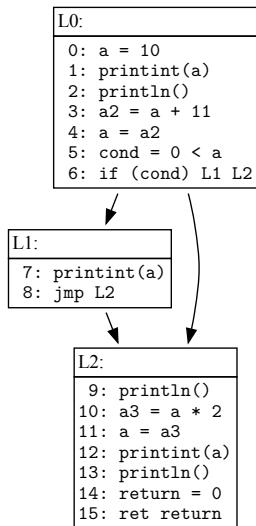 L0:
0: a = 10
1: printint(a)
2: println()
3: a2 = a + 11
4: a = a2
5: cond = 0 < a
6: if (cond) L1 L2
L1:
7: printint(a)
8: jmp L2
L2:
9: println()
10: a3 = a * 2
11: a = a3
12: printint(a)
13: println()
14: return = 0
15: ret return